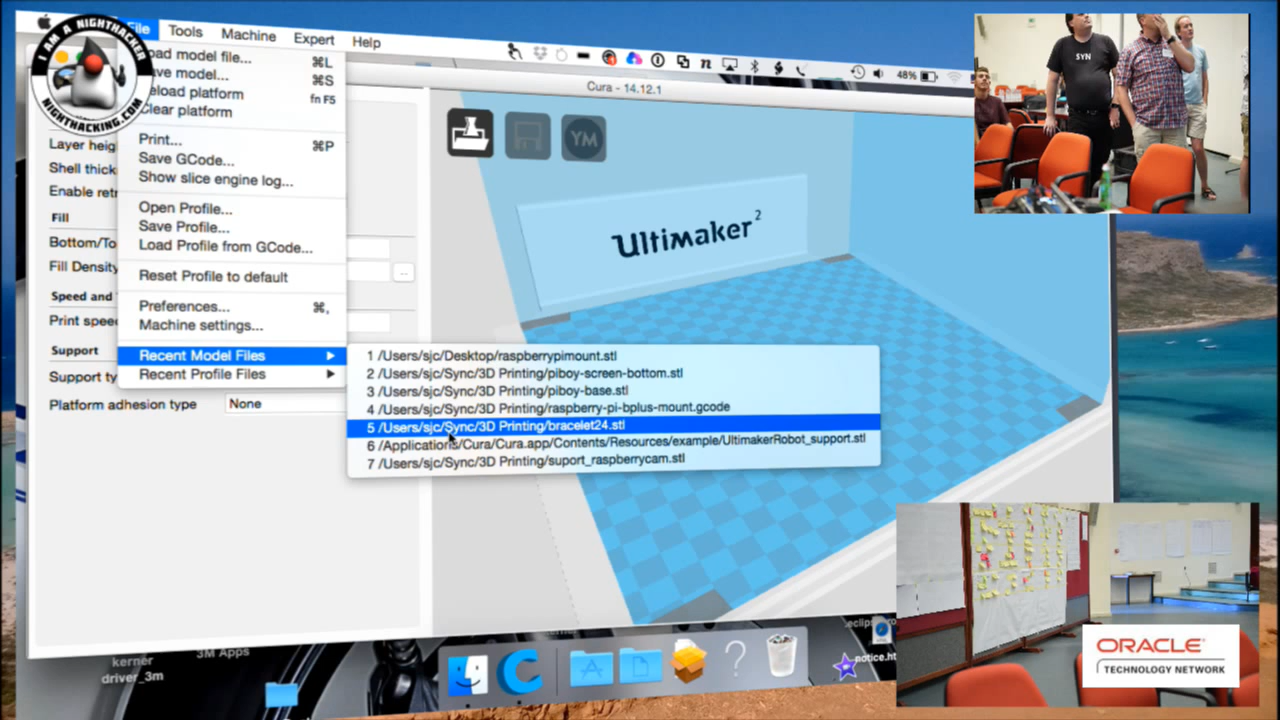 I AM A NIGHTHACKER
NIGHTHACKING.COM
File Tools Machine Expert Help
48%
Cura - 14.12.1
oad model file... ⌘L
ave model... ⌘S
eload platform fn F5
Clear platform
Print... ⌘P
Save GCode...
Show slice engine log...
Open Profile...
Save Profile...
Load Profile from GCode...
Reset Profile to default
Preferences... ⌘,
Machine settings...
Recent Model Files
Recent Profile Files
Layer heig
Shell thick
Enable retr
Fill
Bottom/To
Fill Density
...
Speed and
Print spee
Support
Support ty
Platform adhesion type None
1 /Users/sjc/Desktop/raspberrypimount.stl
2 /Users/sjc/Sync/3D Printing/piboy-screen-bottom.stl
3 /Users/sjc/Sync/3D Printing/piboy-base.stl
4 /Users/sjc/Sync/3D Printing/raspberry-pi-bplus-mount.gcode
5 /Users/sjc/Sync/3D Printing/bracelet24.stl
6 /Applications/Cura/Cura.app/Contents/Resources/example/UltimakerRobot_support.stl
7 /Users/sjc/Sync/3D Printing/suport_raspberrycam.stl
YM
Ultimaker²
SYN
kerner
driver_3m
3M Apps
notice.ht
ORACLE
TECHNOLOGY NETWORK